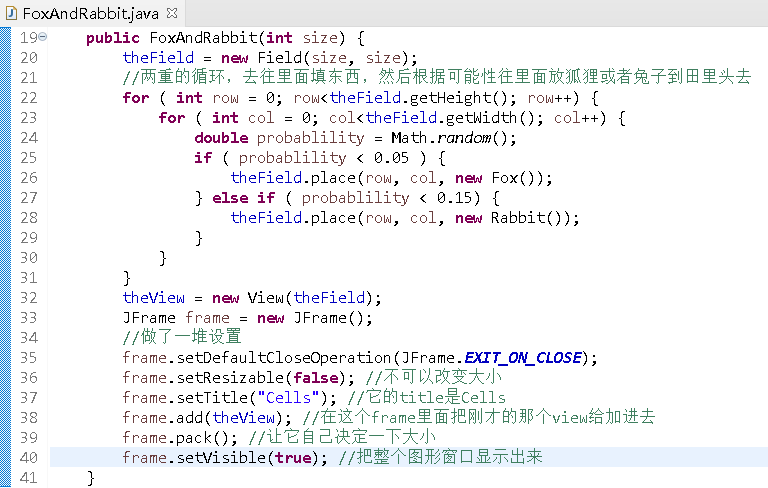 FoxAndRabbit.java
19 public FoxAndRabbit(int size) {
20 theField = new Field(size, size);
21 //两重的循环，去往里面填东西，然后根据可能性往里面放狐狸或者兔子到田里头去
22 for ( int row = 0; row<theField.getHeight(); row++) {
23 for ( int col = 0; col<theField.getWidth(); col++) {
24 double probablility = Math.random();
25 if ( probablility < 0.05 ) {
26 theField.place(row, col, new Fox());
27 } else if ( probablility < 0.15) {
28 theField.place(row, col, new Rabbit());
29 }
30 }
31 }
32 theView = new View(theField);
33 JFrame frame = new JFrame();
34 //做了一堆设置
35 frame.setDefaultCloseOperation(JFrame.EXIT_ON_CLOSE);
36 frame.setResizable(false); //不可以改变大小
37 frame.setTitle("Cells"); //它的title是Cells
38 frame.add(theView); //在这个frame里面把刚才的那个view给加进去
39 frame.pack(); //让它自己决定一下大小
40 frame.setVisible(true); //把整个图形窗口显示出来
41 }